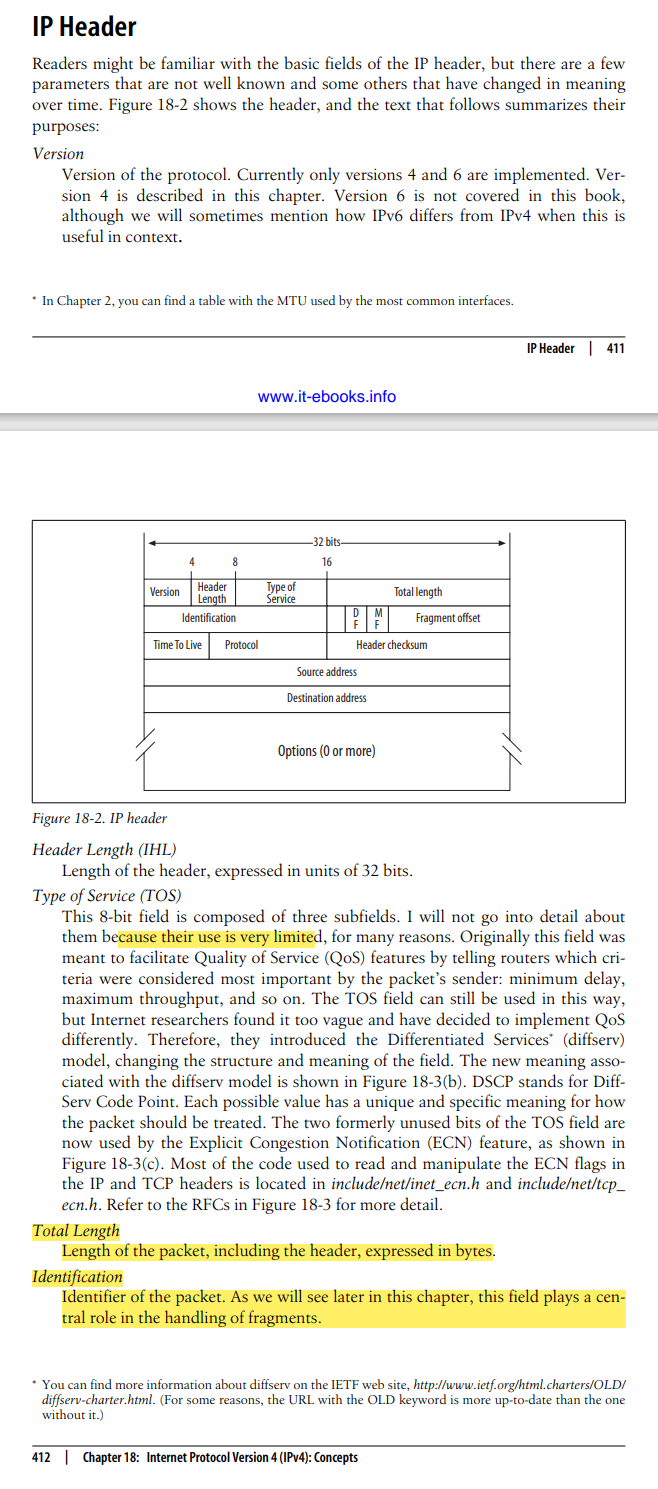 IP Header
Readers might be familiar with the basic fields of the IP header, but there are a few
parameters that are not well known and some others that have changed in meaning
over time. Figure 18-2 shows the header, and the text that follows summarizes their
purposes:
Version
Version of the protocol. Currently only versions 4 and 6 are implemented. Ver-
sion 4 is described in this chapter. Version 6 is not covered in this book,
although we will sometimes mention how IPv6 differs from IPv4 when this is
useful in context.
* In Chapter 2, you can find a table with the MTU used by the most common interfaces.
IP Header | 411
www.it-ebooks.info
32 bits
4 8 16
Version Header Length Type of Service Total length
Identification DF MF Fragment offset
Time To Live Protocol Header checksum
Source address
Destination address
Options (0 or more)
Figure 18-2. IP header
Header Length (IHL)
Length of the header, expressed in units of 32 bits.
Type of Service (TOS)
This 8-bit field is composed of three subfields. I will not go into detail about
them because their use is very limited, for many reasons. Originally this field was
meant to facilitate Quality of Service (QoS) features by telling routers which cri-
teria were considered most important by the packet's sender: minimum delay,
maximum throughput, and so on. The TOS field can still be used in this way,
but Internet researchers found it too vague and have decided to implement QoS
differently. Therefore, they introduced the Differentiated Services* (diffserv)
model, changing the structure and meaning of the field. The new meaning asso-
ciated with the diffserv model is shown in Figure 18-3(b). DSCP stands for Diff-
Serv Code Point. Each possible value has a unique and specific meaning for how
the packet should be treated. The two formerly unused bits of the TOS field are
now used by the Explicit Congestion Notification (ECN) feature, as shown in
Figure 18-3(c). Most of the code used to read and manipulate the ECN flags in
the IP and TCP headers is located in include/net/inet_ecn.h and include/net/tcp_
ecn.h. Refer to the RFCs in Figure 18-3 for more detail.
Total Length
Length of the packet, including the header, expressed in bytes.
Identification
Identifier of the packet. As we will see later in this chapter, this field plays a cen-
tral role in the handling of fragments.
* You can find more information about diffserv on the IETF web site, http://www.ietf.org/html.charters/OLD/
diffserv-charter.html. (For some reasons, the URL with the OLD keyword is more up-to-date than the one
without it.)
412 | Chapter 18: Internet Protocol Version 4 (IPv4): Concepts